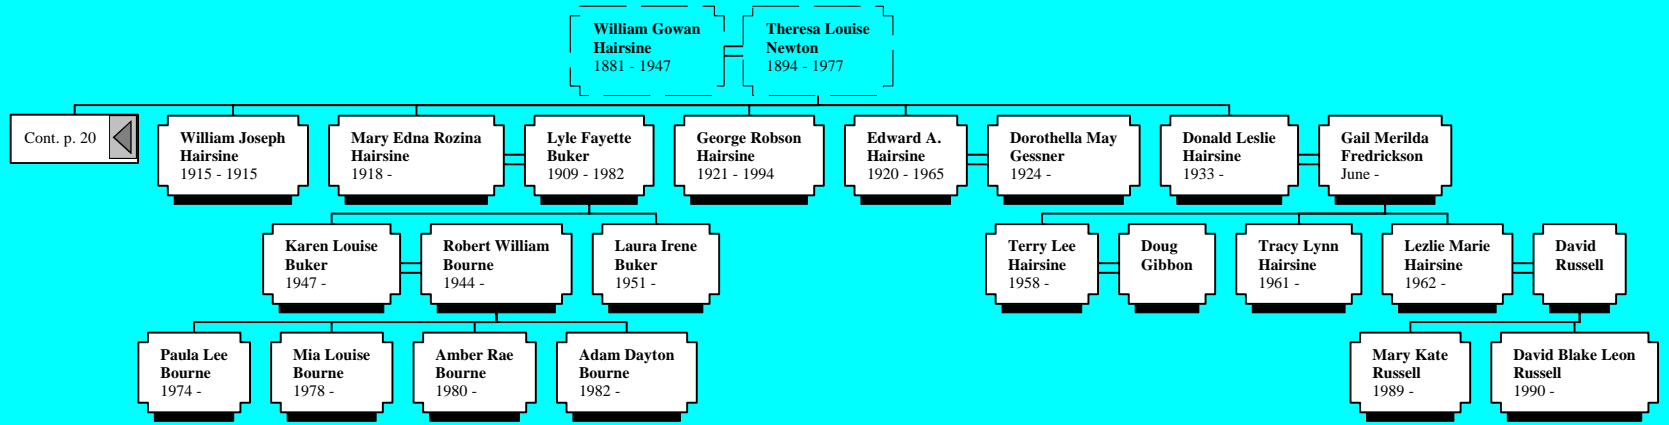 William Gowan
Hairsine
1881 - 1947
Theresa Louise
Newton
1894 - 1977
Cont. p. 20
William Joseph
Hairsine
1915 - 1915
Mary Edna Rozina
Hairsine
1918 -
Lyle Fayette
Buker
1909 - 1982
George Robson
Hairsine
1921 - 1994
Edward A.
Hairsine
1920 - 1965
Dorothella May
Gessner
1924 -
Donald Leslie
Hairsine
1933 -
Gail Merilda
Fredrickson
June -
Karen Louise
Buker
1947 -
Robert William
Bourne
1944 -
Laura Irene
Buker
1951 -
Terry Lee
Hairsine
1958 -
Doug
Gibbon
Tracy Lynn
Hairsine
1961 -
Lezlie Marie
Hairsine
1962 -
David
Russell
Paula Lee
Bourne
1974 -
Mia Louise
Bourne
1978 -
Amber Rae
Bourne
1980 -
Adam Dayton
Bourne
1982 -
Mary Kate
Russell
1989 -
David Blake Leon
Russell
1990 -